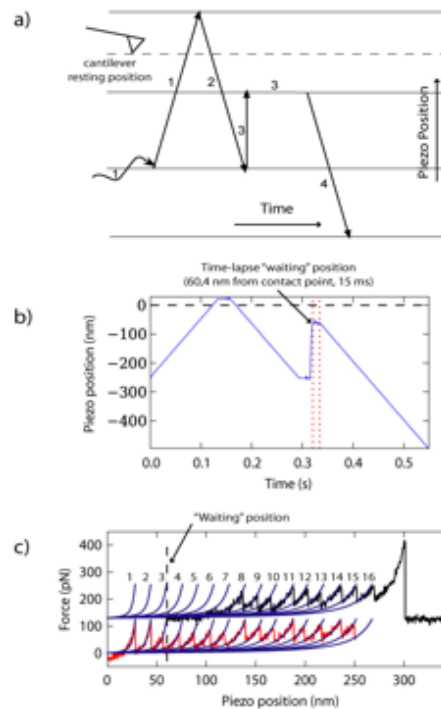 a)
cantilever
resting position
1
2
3
3
4
1
Piezo Position
Time
Time-lapse "waiting" position
(60,4 nm from contact point, 15 ms)
b)
Piezo position (nm)
0
−100
−200
−300
−400
0.0 0.1 0.2 0.3 0.4 0.5
Time (s)
"Waiting" position
c)
Force (pN)
400
300
200
100
0
1 2 3 4 5 6 7 8 9 10 11 12 13 14 15 16
0 50 100 150 200 250 300
Piezo position (nm)